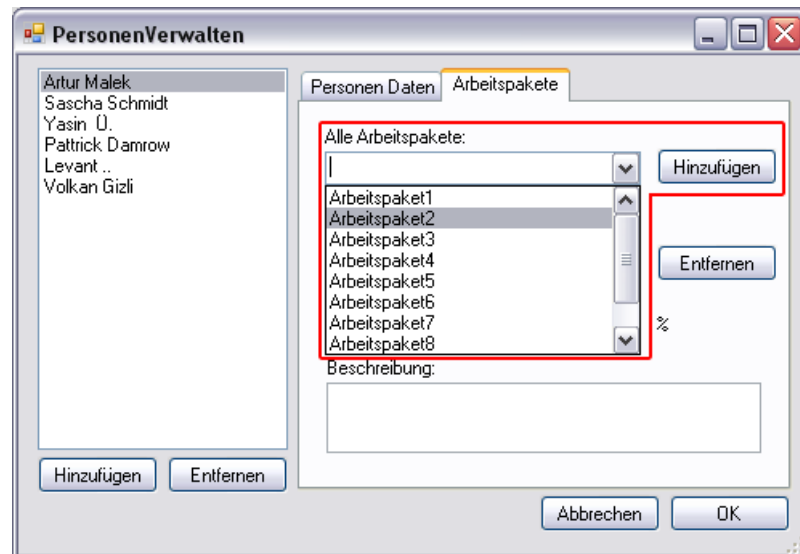 PersonenVerwalten
Artur Malek
Sascha Schmidt
Yasin Ü.
Pattrick Damrow
Levant ..
Volkan Gizli
Hinzufügen
Entfernen
Personen Daten
Arbeitspakete
Alle Arbeitspakete:
Hinzufügen
Arbeitspaket1
Arbeitspaket2
Arbeitspaket3
Arbeitspaket4
Arbeitspaket5
Arbeitspaket6
Arbeitspaket7
Arbeitspaket8
Entfernen
%
Beschreibung:
Abbrechen
OK